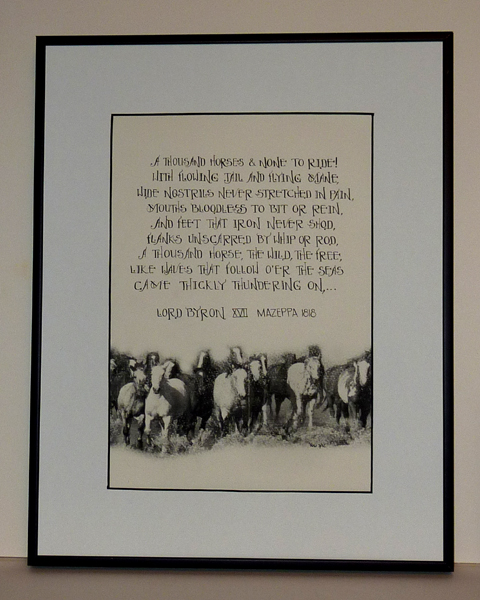 A THOUSAND HORSES & NONE TO RIDE!
WITH FLOWING TAIL AND FLYING MANE,
WIDE NOSTRILS NEVER STRETCHED IN PAIN,
MOUTHS BLOODLESS TO BIT OR REIN,
AND FEET THAT IRON NEVER SHOD,
FLANKS UNSCARRED BY WHIP OR ROD,
A THOUSAND HORSE, THE WILD, THE FREE,
LIKE WAVES THAT FOLLOW O'ER THE SEAS
CAME THICKLY THUNDERING ON,...
LORD BYRON XVII MAZEPPA 1818